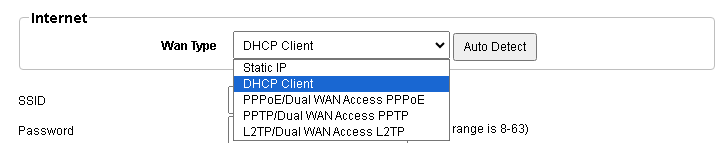 Internet
Wan Type DHCP Client Auto Detect
Static IP
DHCP Client
SSID
PPPoE/Dual WAN Access PPPoE
PPTP/Dual WAN Access PPTP
Password L2TP/Dual WAN Access L2TP range is 8-63)